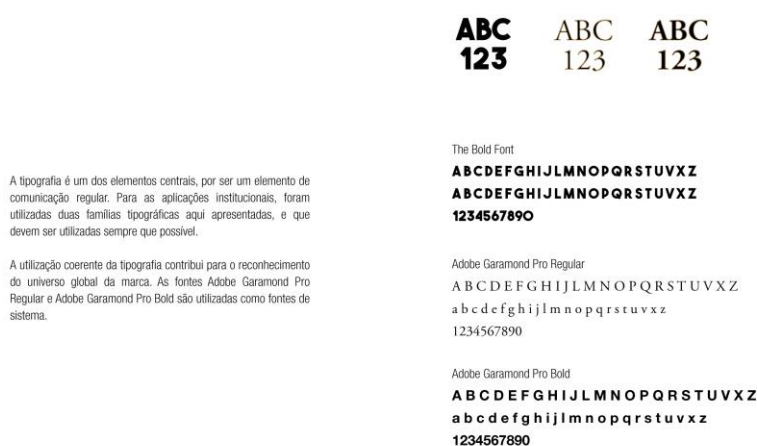 ABC ABC ABC
123 123 123
A tipografia é um dos elementos centrais, por ser um elemento de
comunicação regular. Para as aplicações institucionais, foram
utilizadas duas famílias tipográficas aqui apresentadas, e que
devem ser utilizadas sempre que possível.
A utilização coerente da tipografia contribui para o reconhecimento
do universo global da marca. As fontes Adobe Garamond Pro
Regular e Adobe Garamond Pro Bold são utilizadas como fontes de
sistema.
The Bold Font
ABCDEFGHIJLMNOPQRSTUVXZ
ABCDEFGHIJLMNOPQRSTUVXZ
1234567890
Adobe Garamond Pro Regular
ABCDEFGHIJLMNOPQRSTUVXZ
abcdefghijlmnopqrstuvxz
1234567890
Adobe Garamond Pro Bold
ABCDEFGHIJLMNOPQRSTUVXZ
abcdefghijlmnopqrstuvxz
1234567890